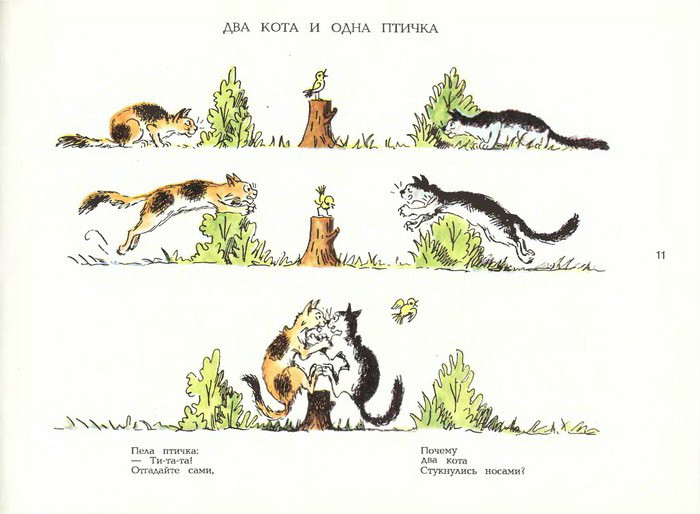 ДВА КОТА И ОДНА ПТИЧКА
11
Пела птичка:
— Ти-та-та!
Отгадайте сами,
Почему
два кота
Стукнулись носами?